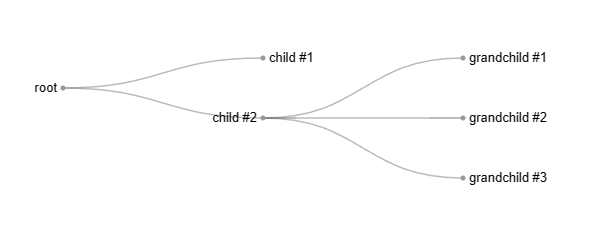 root
child #1
child #2
grandchild #1
grandchild #2
grandchild #3